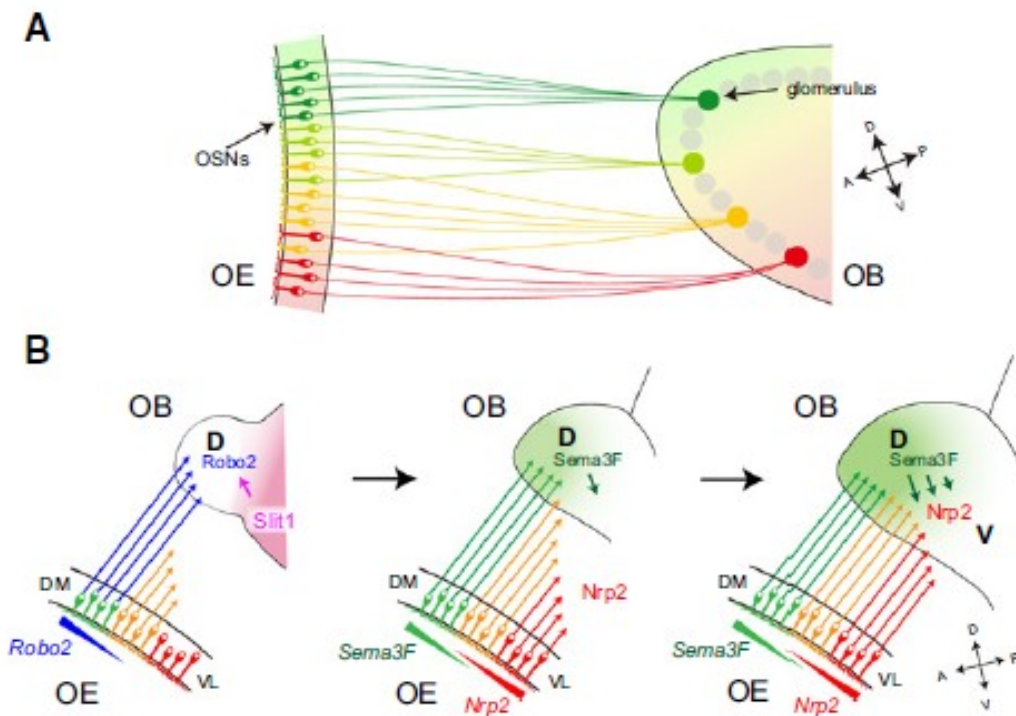 A
glomerulus
OSNs
D
P
A
V
OE
OB
B
OB
D
Robo2
Slit1
DM
Robo2
VL
OE
OB
D
Sema3F
Nrp2
DM
Sema3F
VL
OE
Nrp2
OB
D
Sema3F
Nrp2
V
DM
Sema3F
VL
OE
Nrp2
D
A
P
V